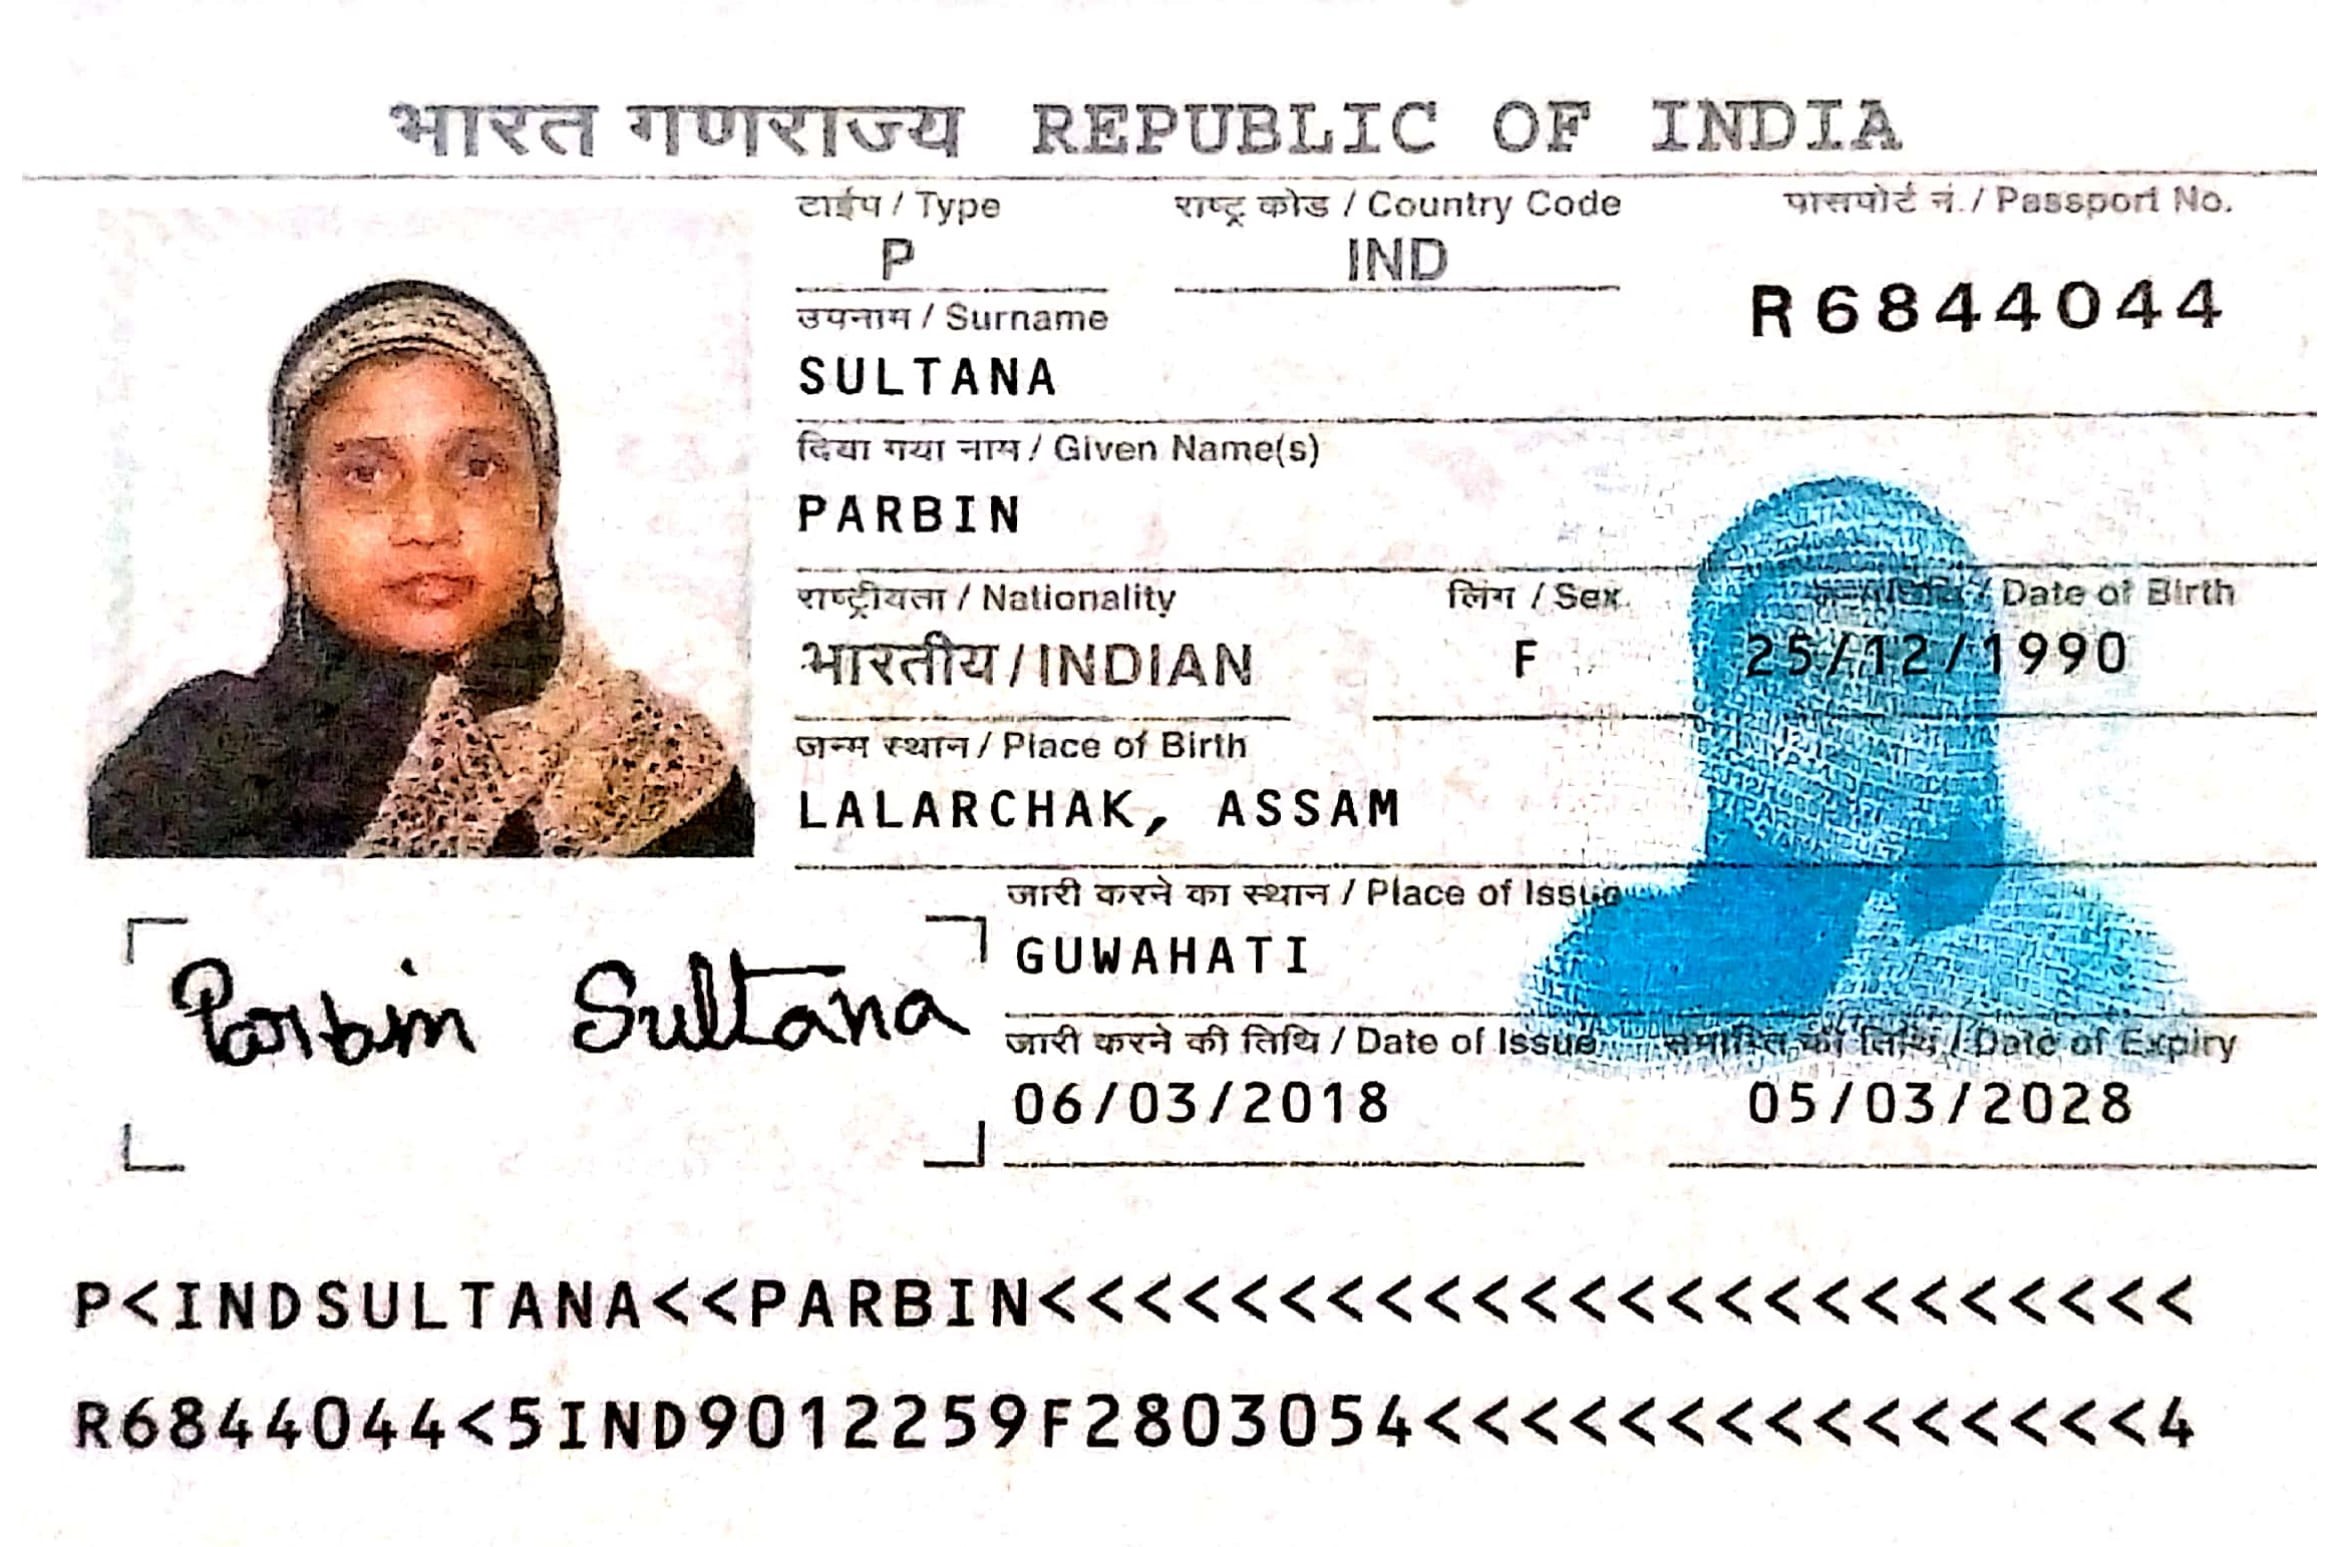 भारत गणराज्य REPUBLIC OF INDIA
टाईप / Type राष्ट्र कोड / Country Code पासपोर्ट नं. / Passport No.
P IND R6844044
उपनाम / Surname
SULTANA
दिया गया नाम / Given Name(s)
PARBIN
राष्ट्रीयता / Nationality लिंग / Sex / Date of Birth
भारतीय / INDIAN F 25/12/1990
जन्म स्थान / Place of Birth
LALARCHAK, ASSAM
जारी करने का स्थान / Place of Issue
GUWAHATI
Parbin Sultana
जारी करने की तिथि / Date of Issue समाप्ति की तिथि / Date of Expiry
06/03/2018 05/03/2028
P<INDSULTANA<<PARBIN<<<<<<<<<<<<<<<<<<<<<<<<
R6844044<5IND9012259F2803054<<<<<<<<<<<<<<<4